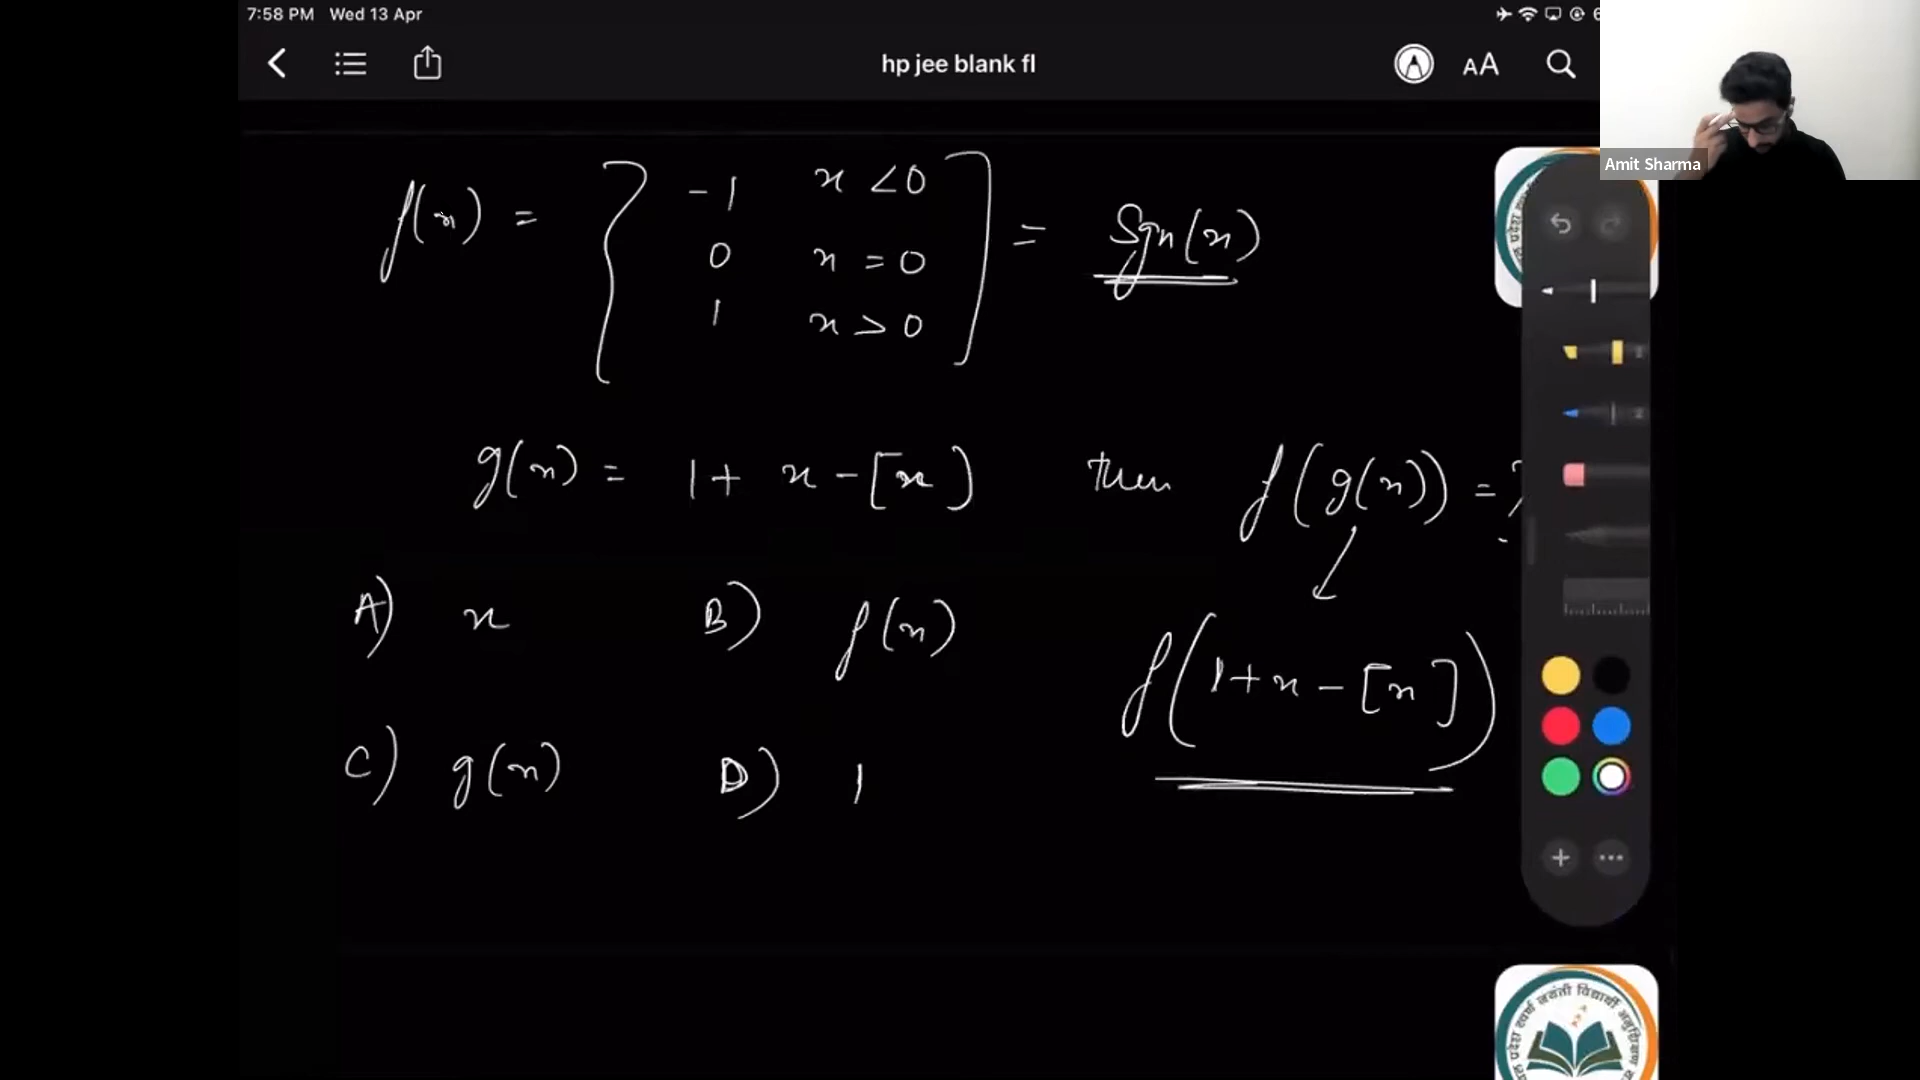 7:58 PM Wed 13 Apr
hp jee blank fl
AA
Amit Sharma
f(x) = { -1 x < 0
0 x = 0
1 x > 0 ] = Sgn(x)
g(x) = 1 + x - [x) then f(g(x)) = ?
A) x B) f(x)
f(1 + x - [x])
C) g(x) D) 1